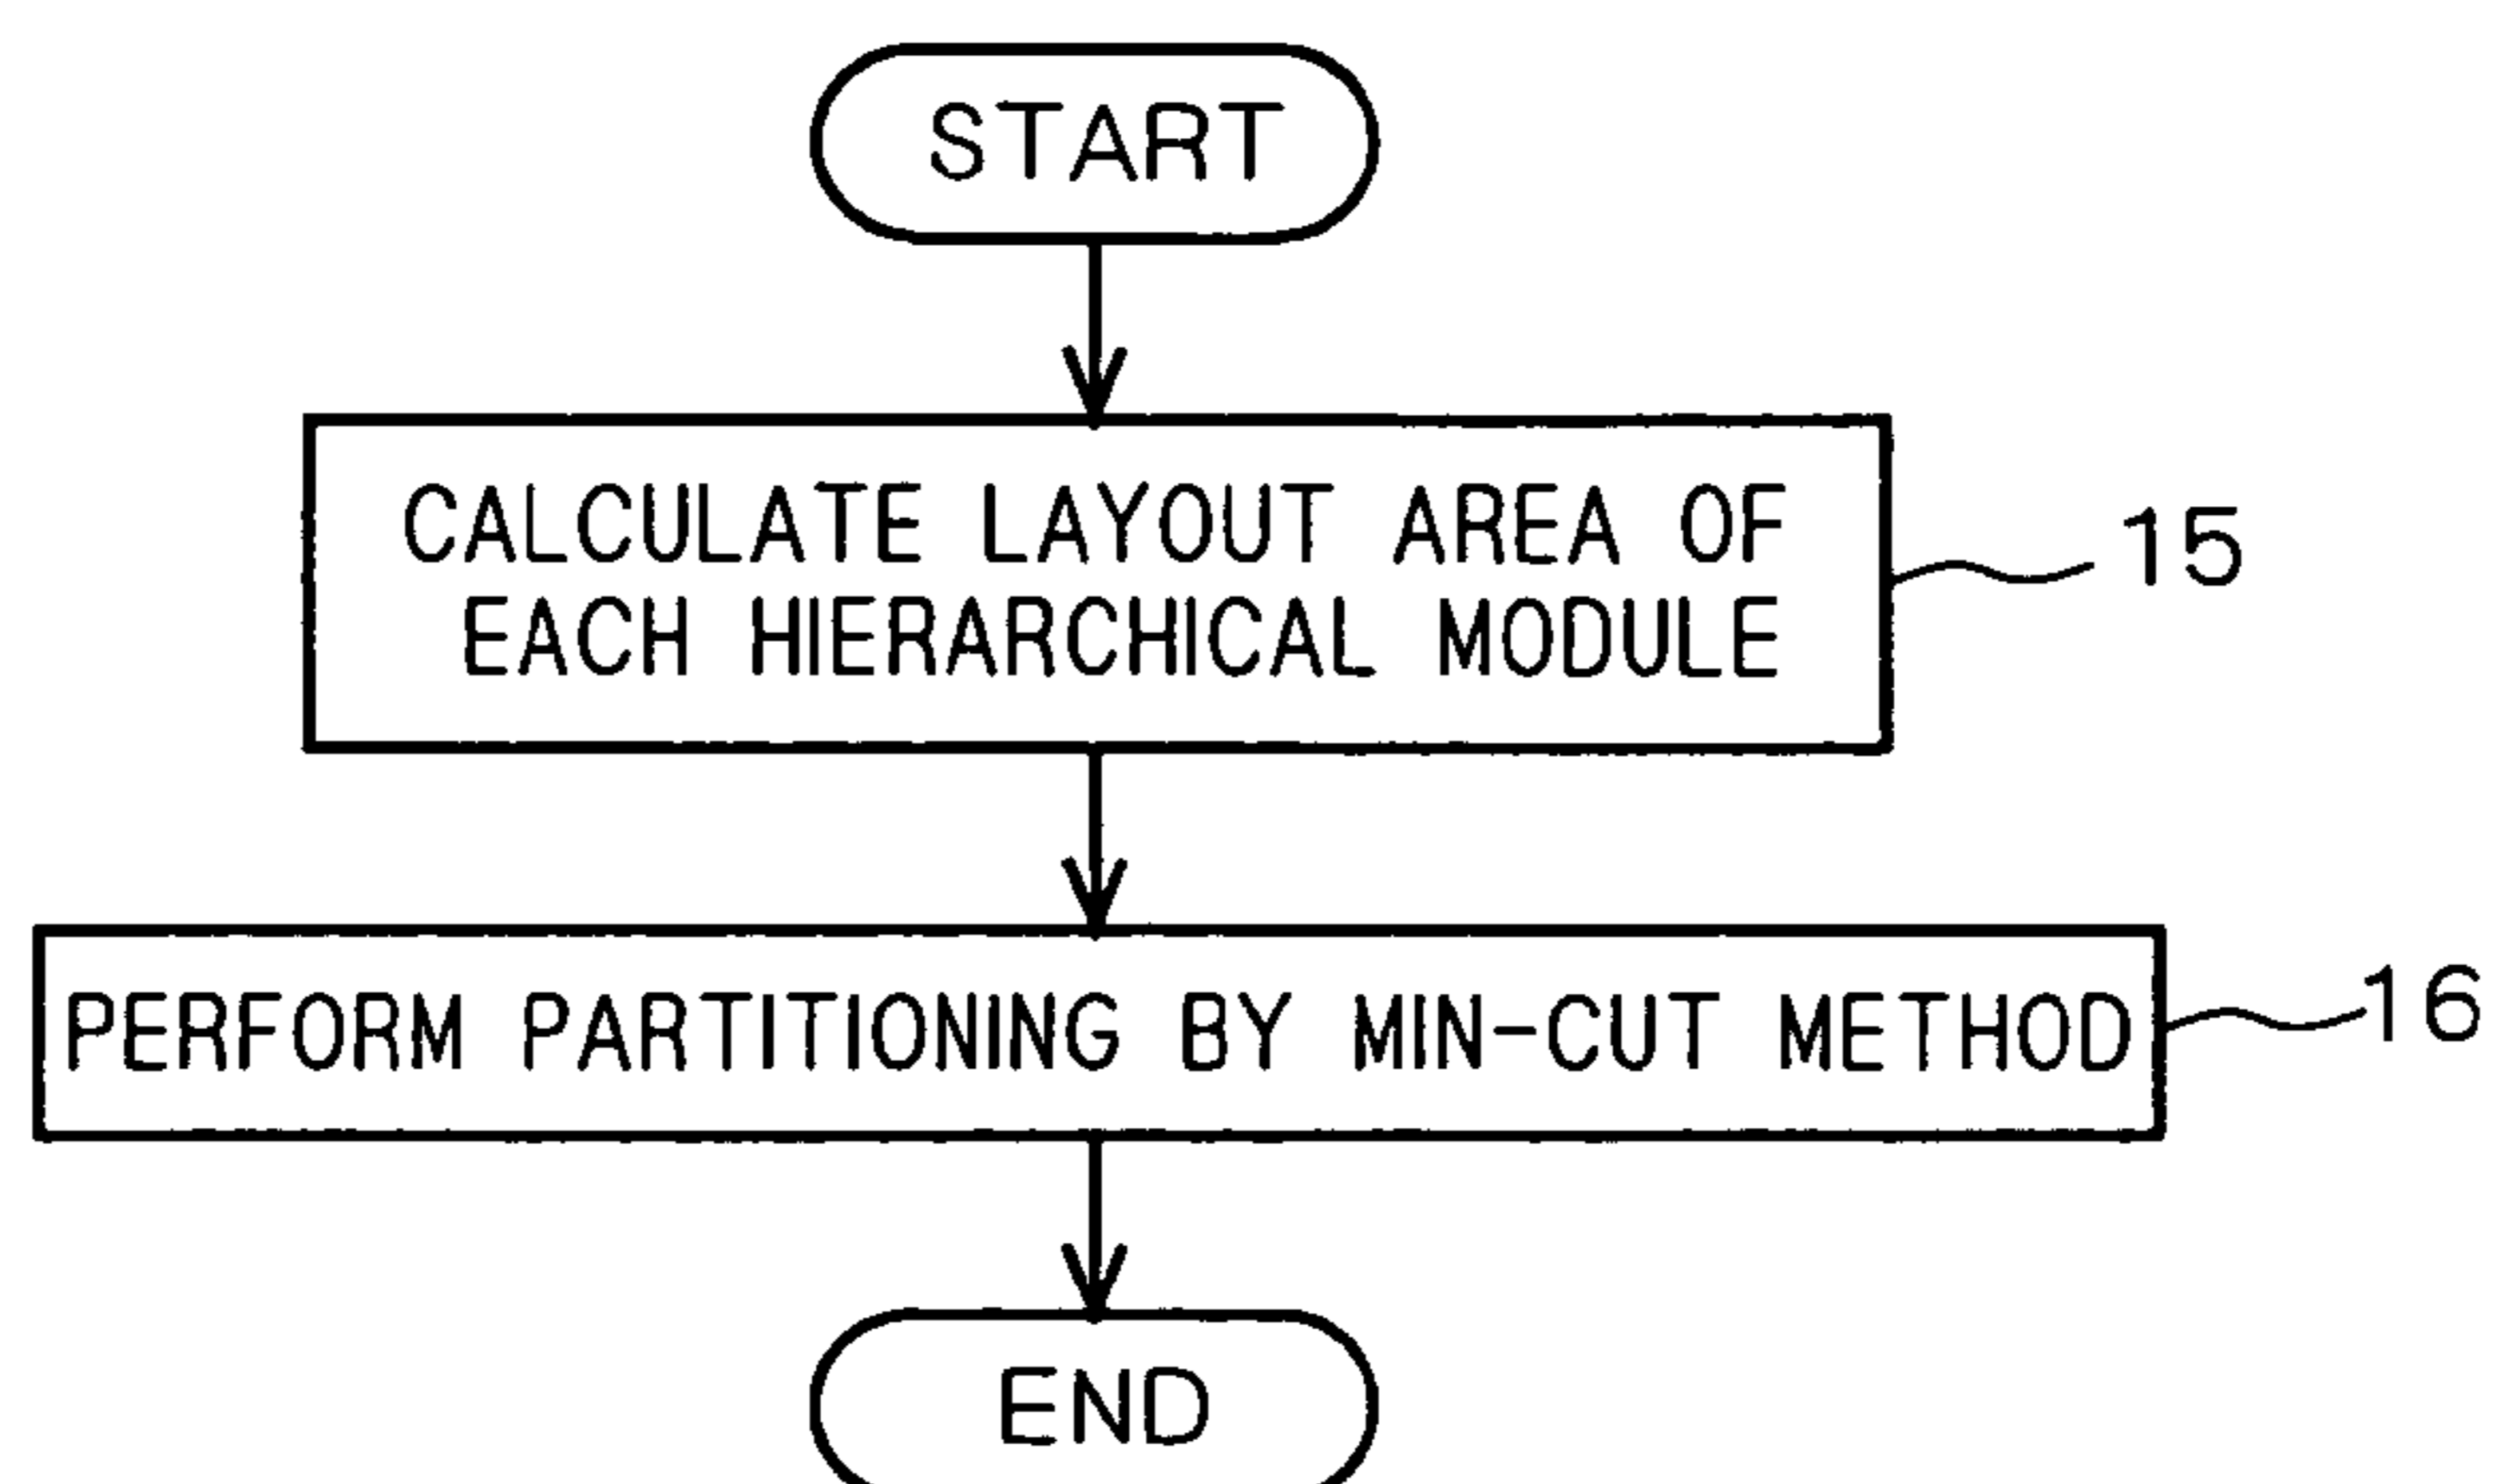 START
CALCULATE LAYOUT AREA OF
EACH HIERARCHICAL MODULE
15
PERFORM PARTITIONING BY MIN-CUT METHOD
16
END